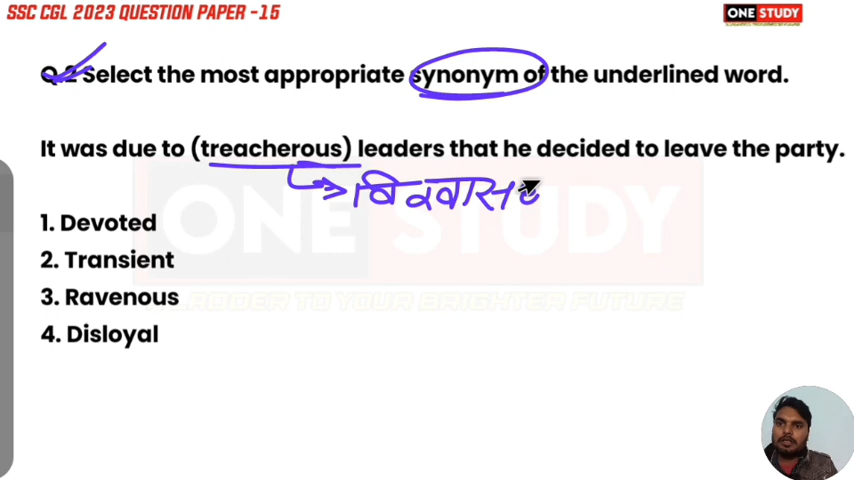 SSC CGL 2023 QUESTION PAPER -15
ONE STUDY
Q.2 Select the most appropriate synonym of the underlined word.
It was due to (treacherous) leaders that he decided to leave the party.
ONE STUDY
A LADDER TO YOUR BRIGHTER FUTURE
1. Devoted
2. Transient
3. Ravenous
4. Disloyal